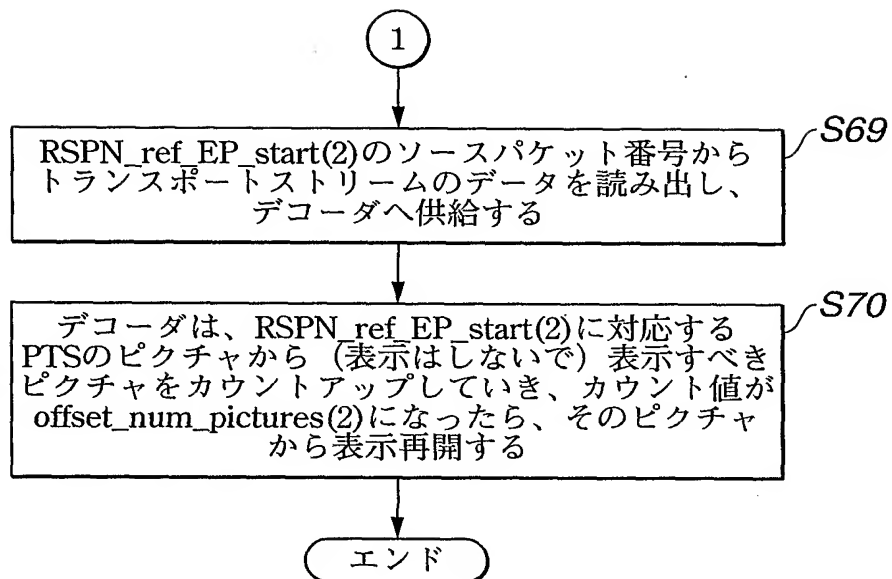 1
S69
RSPN_ref_EP_start(2)のソースパケット番号から
トランスポートストリームのデータを読み出し、
デコーダへ供給する
S70
デコーダは、RSPN_ref_EP_start(2)に対応する
PTSのピクチャから（表示はしないで）表示すべき
ピクチャをカウントアップしていき、カウント値が
offset_num_pictures(2)になったら、そのピクチャ
から表示再開する
エンド